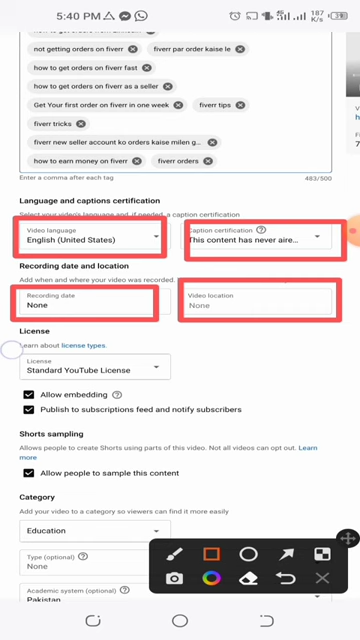 5:40 PM
187
K/s
how to get orders from
not getting orders on fiverr
fiverr par order kaise le
how to get orders on fiverr fast
how to get orders on fiverr as a seller
Get Your first order on fiverr in one week
fiverr tips
fiverr tricks
fiverr new seller account ko orders kaise milen g...
how to earn money on fiverr
fiverr orders
Enter a comma after each tag
483/500
Language and captions certification
Select your video's language and, if needed, a caption certification
Video language
English (United States)
Caption certification
This content has never aire...
Recording date and location
Add when and where your video was recorded.
Recording date
None
Video location
None
License
Learn about license types.
License
Standard YouTube License
Allow embedding
Publish to subscriptions feed and notify subscribers
Shorts sampling
Allows people to create Shorts using parts of this video. Not all videos can opt out. Learn
more
Allow people to sample this content
Category
Add your video to a category so viewers can find it more easily
Education
Type (optional)
None
Academic system (optional)
Pakistan